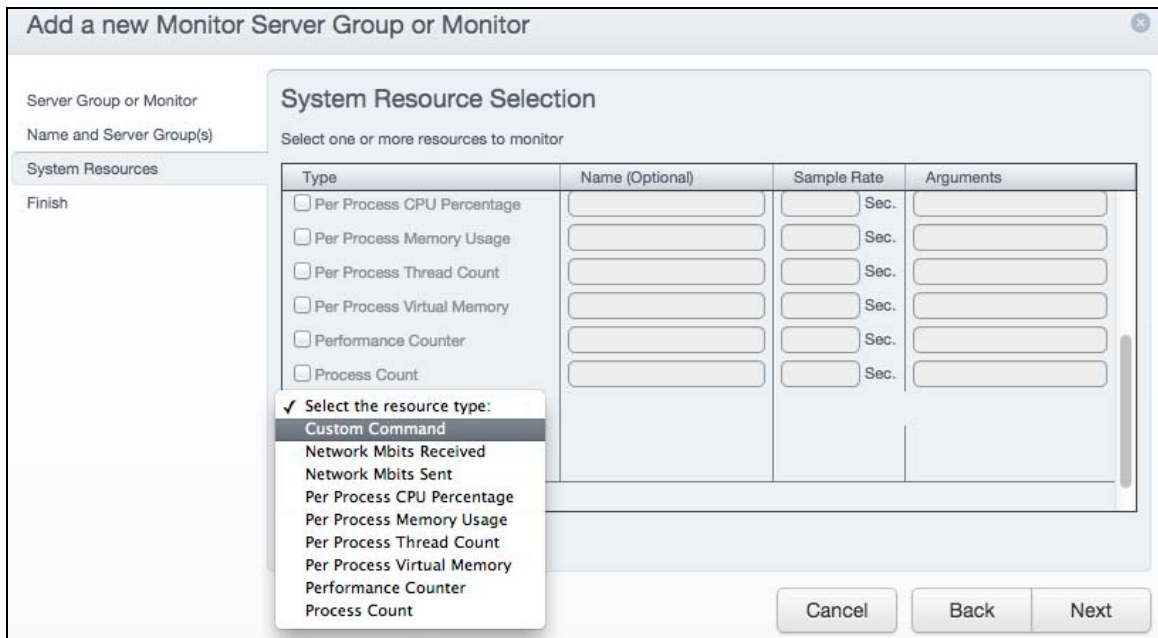 Add a new Monitor Server Group or Monitor
Server Group or Monitor
Name and Server Group(s)
System Resources
Finish
System Resource Selection
Select one or more resources to monitor
Type Name (Optional) Sample Rate Arguments
Per Process CPU Percentage Sec.
Per Process Memory Usage Sec.
Per Process Thread Count Sec.
Per Process Virtual Memory Sec.
Performance Counter Sec.
Process Count Sec.
✓ Select the resource type:
Custom Command
Network Mbits Received
Network Mbits Sent
Per Process CPU Percentage
Per Process Memory Usage
Per Process Thread Count
Per Process Virtual Memory
Performance Counter
Process Count
Cancel Back Next